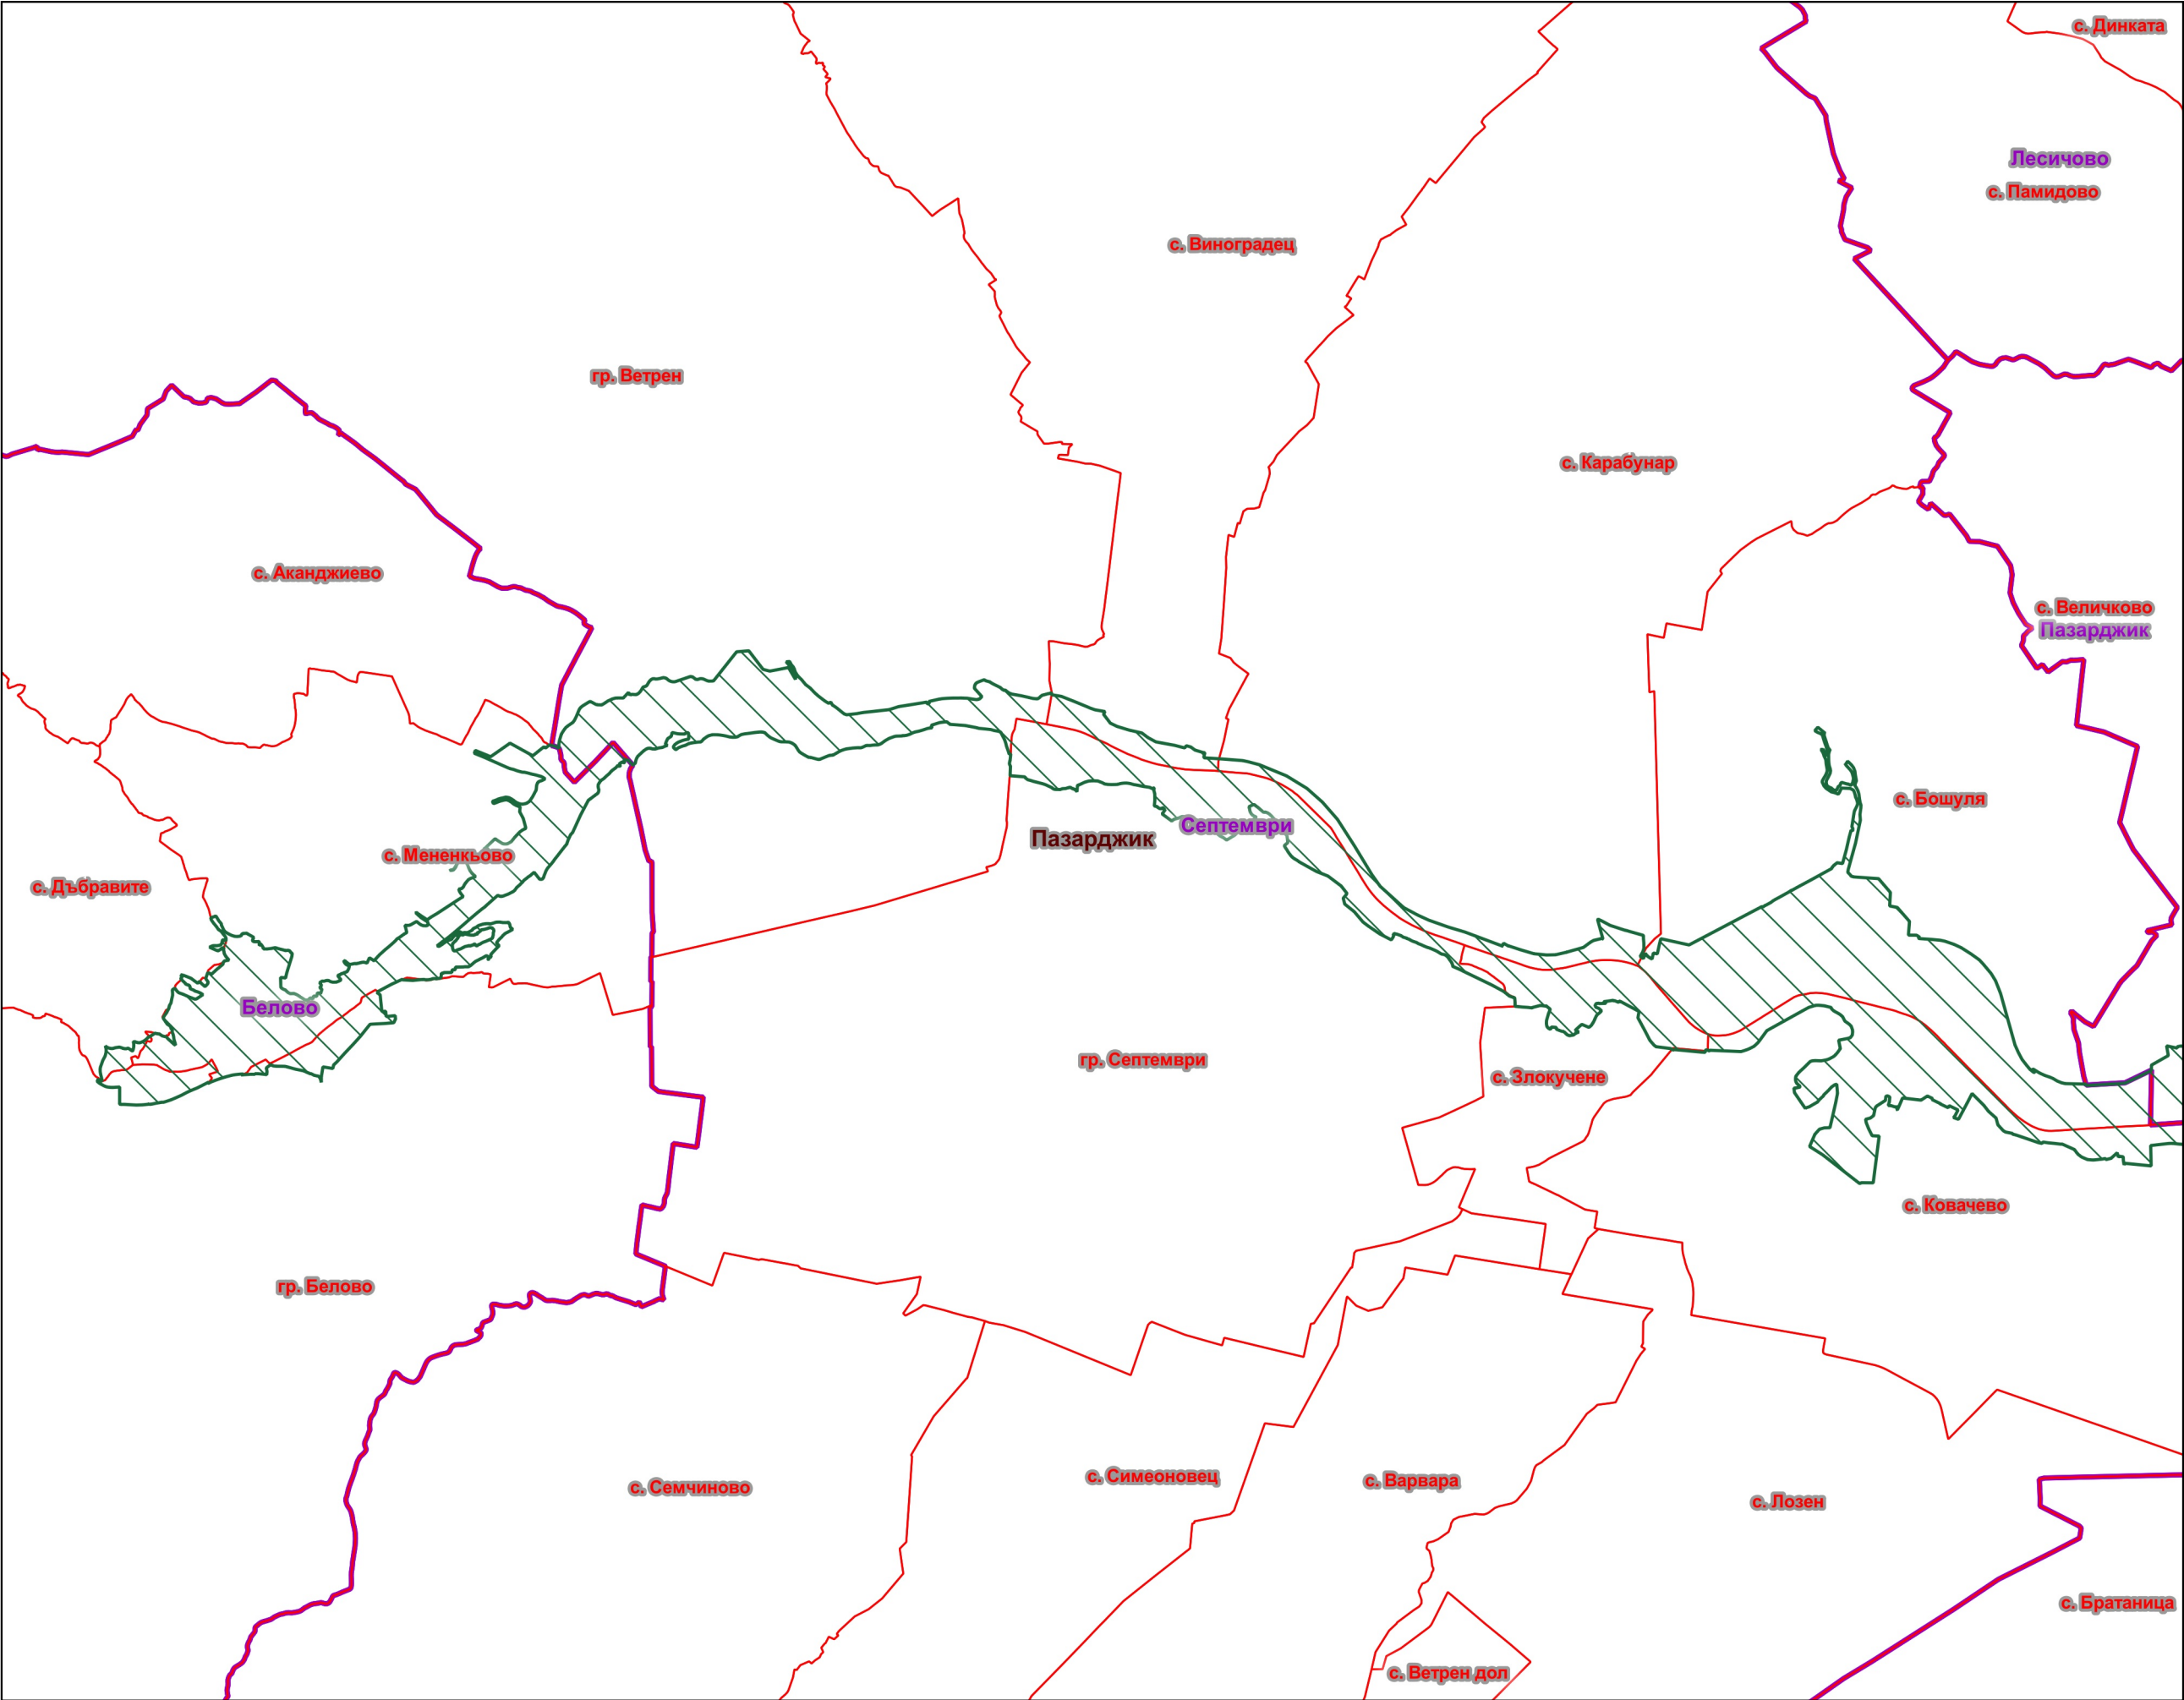 с. Динката
Лесичово
с. Памидово
с. Виноградец
гр. Ветрен
с. Карабунар
с. Аканджиево
с. Величково
Пазарджик
с. Бошуля
Септември
Пазарджик
с. Мененкьово
с. Дъбравите
Белово
гр. Септември
с. Злокучене
с. Ковачево
гр. Белово
с. Симеоновец
с. Варвара
с. Семчиново
с. Лозен
с. Братаница
с. Ветрен дол